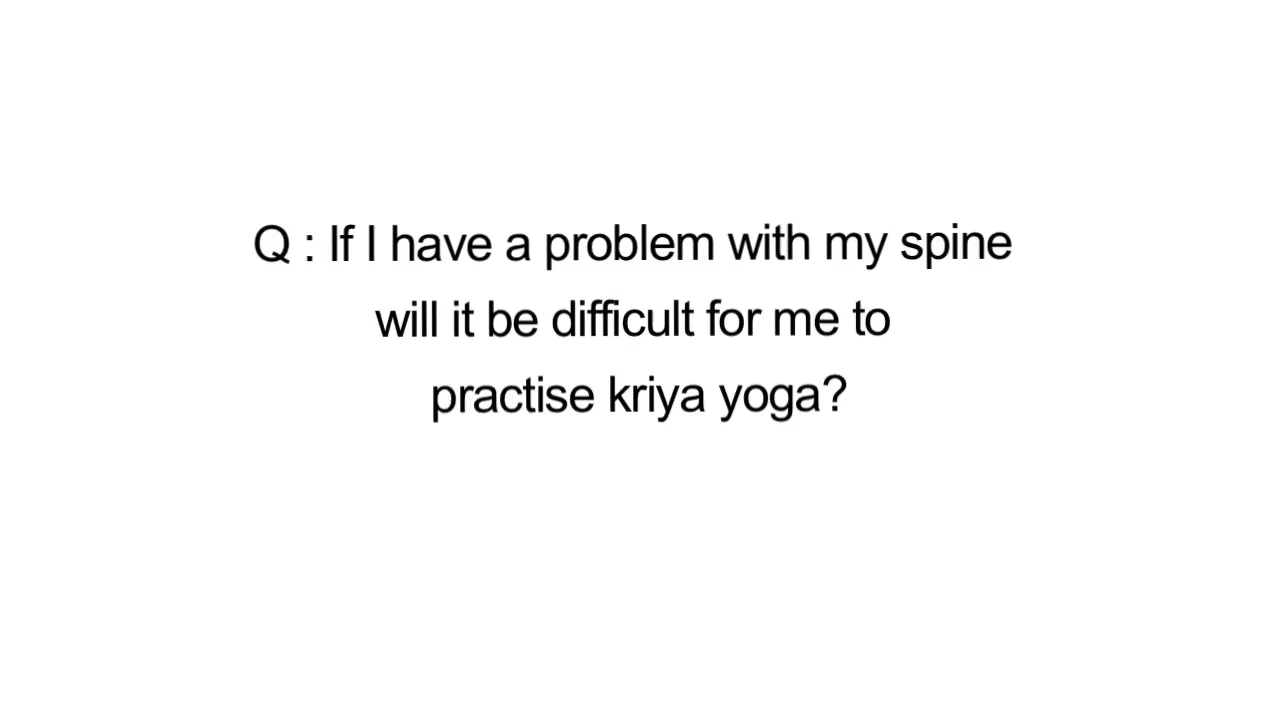 Q : If I have a problem with my spine
will it be difficult for me to
practise kriya yoga?